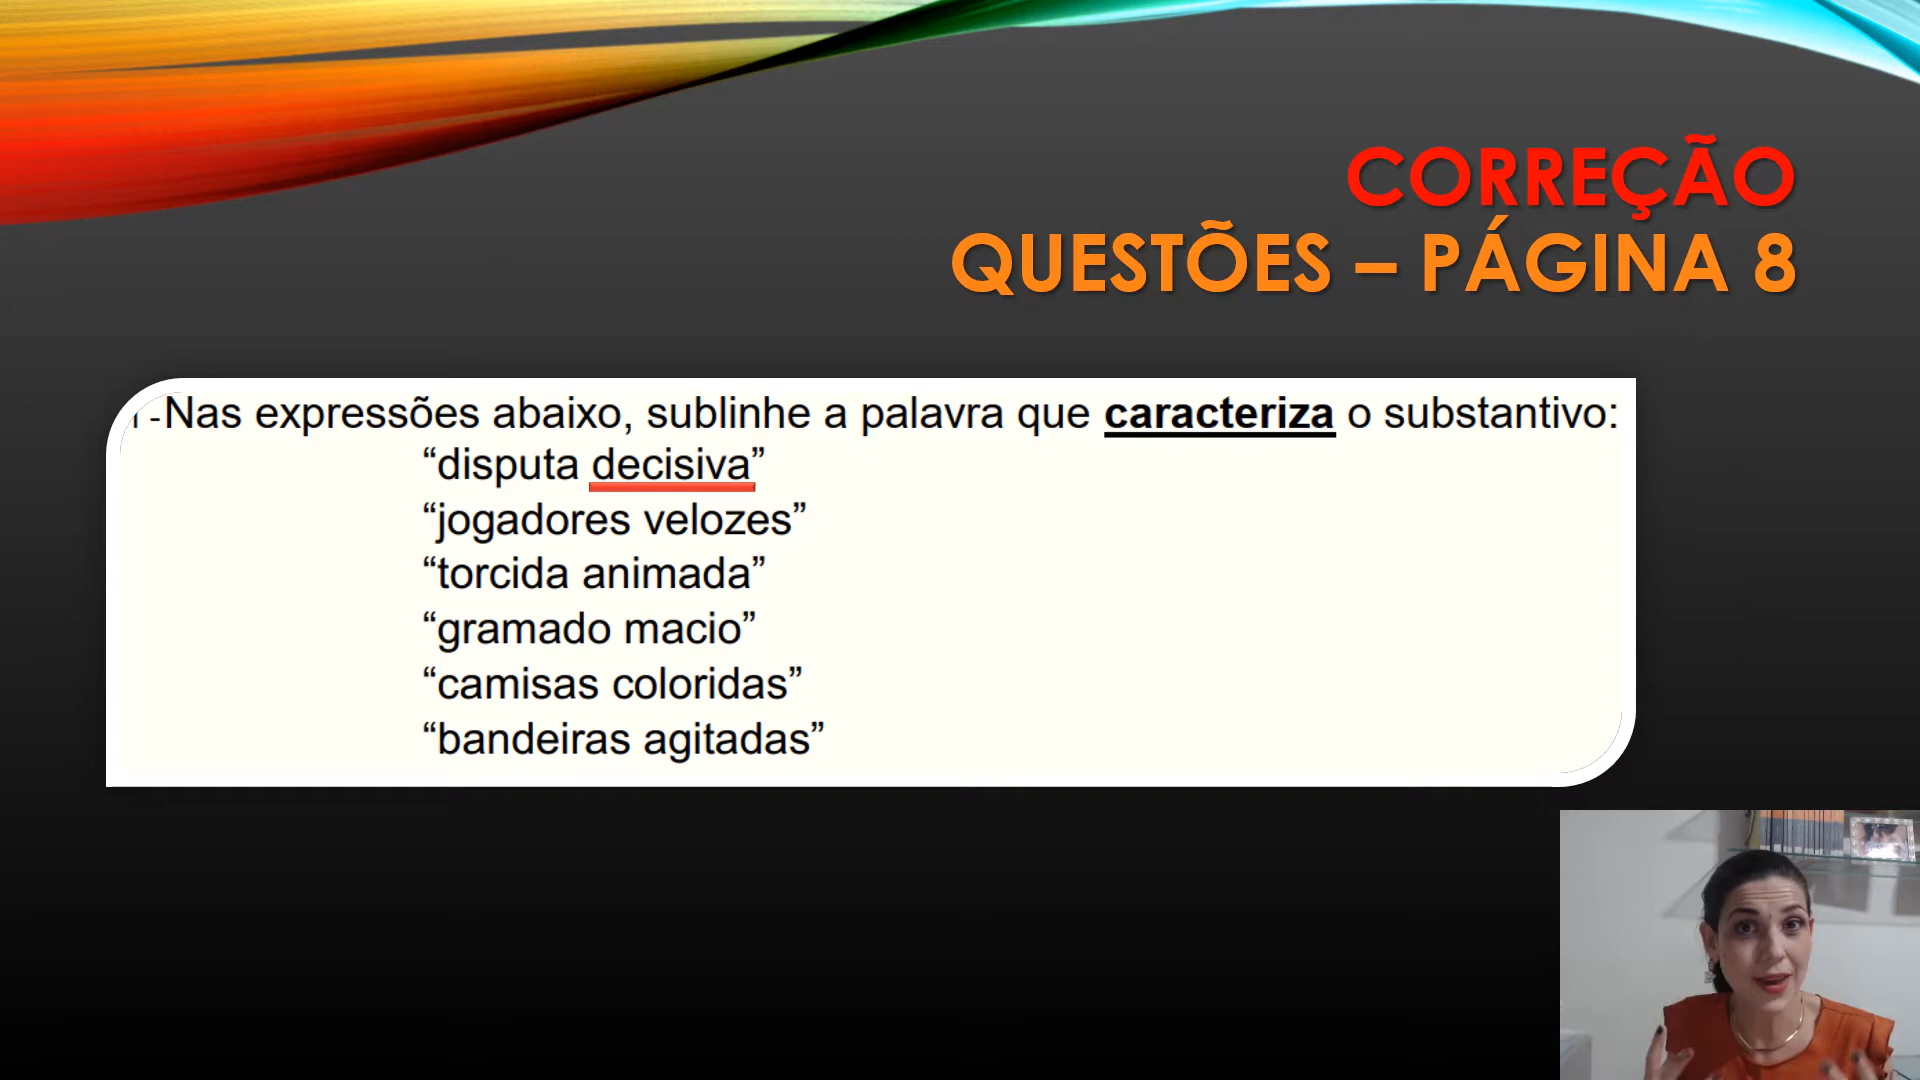 CORREÇÃO
QUESTÕES – PÁGINA 8
1-Nas expressões abaixo, sublinhe a palavra que caracteriza o substantivo:
“disputa decisiva”
“jogadores velozes”
“torcida animada”
“gramado macio”
“camisas coloridas”
“bandeiras agitadas”